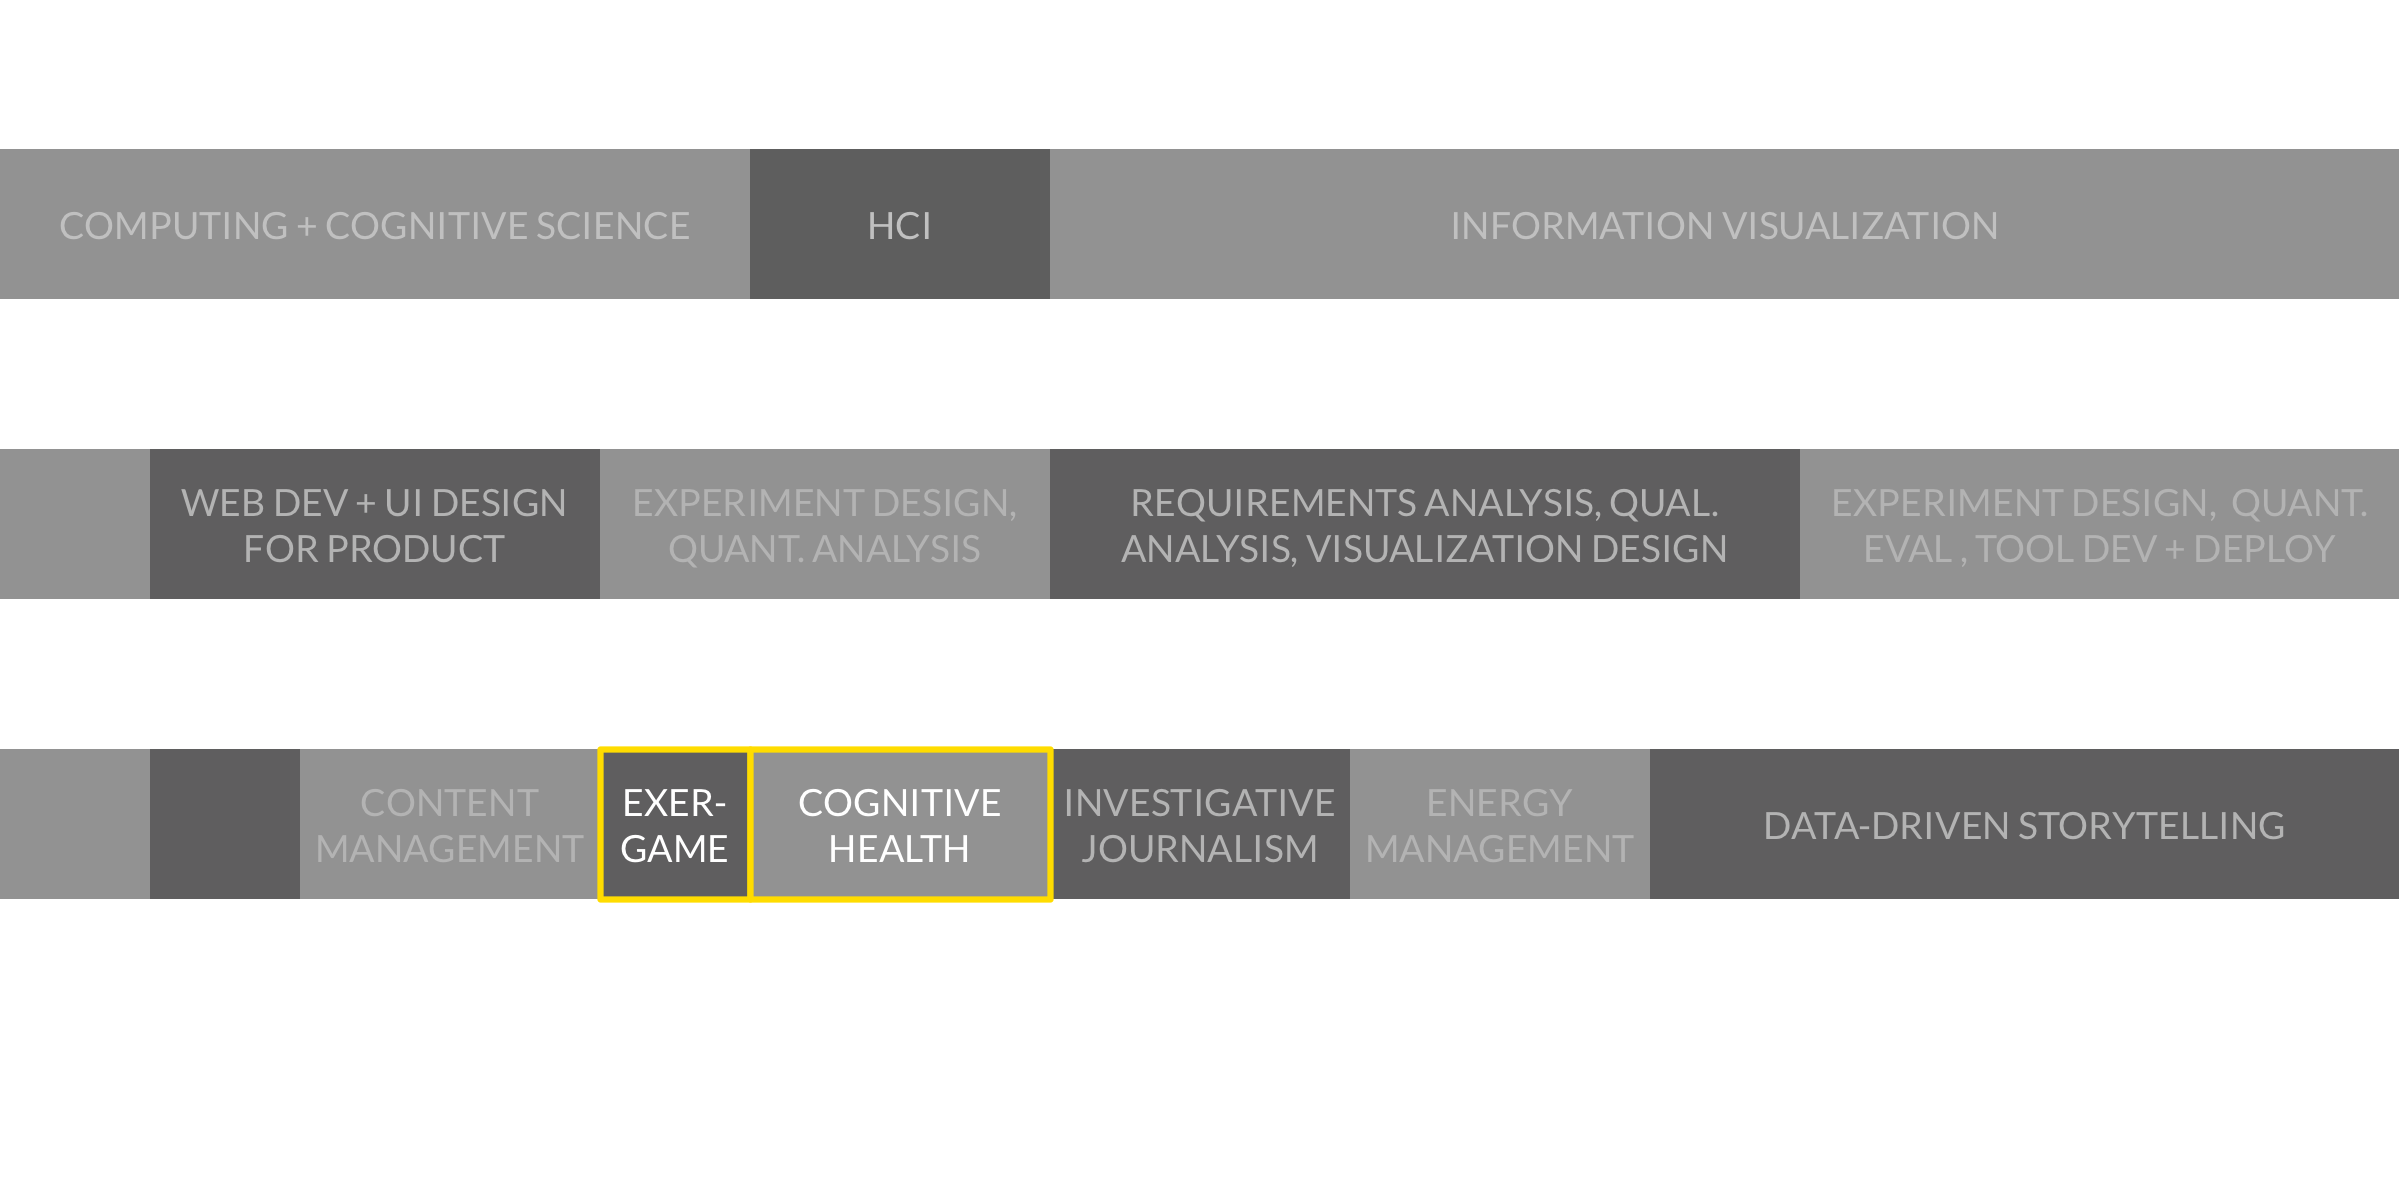 COMPUTING + COGNITIVE SCIENCE
HCI
INFORMATION VISUALIZATION
WEB DEV + UI DESIGN
FOR PRODUCT
EXPERIMENT DESIGN,
QUANT. ANALYSIS
REQUIREMENTS ANALYSIS, QUAL.
ANALYSIS, VISUALIZATION DESIGN
EXPERIMENT DESIGN, QUANT.
EVAL , TOOL DEV + DEPLOY
CONTENT
MANAGEMENT
EXER-
GAME
COGNITIVE
HEALTH
INVESTIGATIVE
JOURNALISM
ENERGY
MANAGEMENT
DATA-DRIVEN STORYTELLING